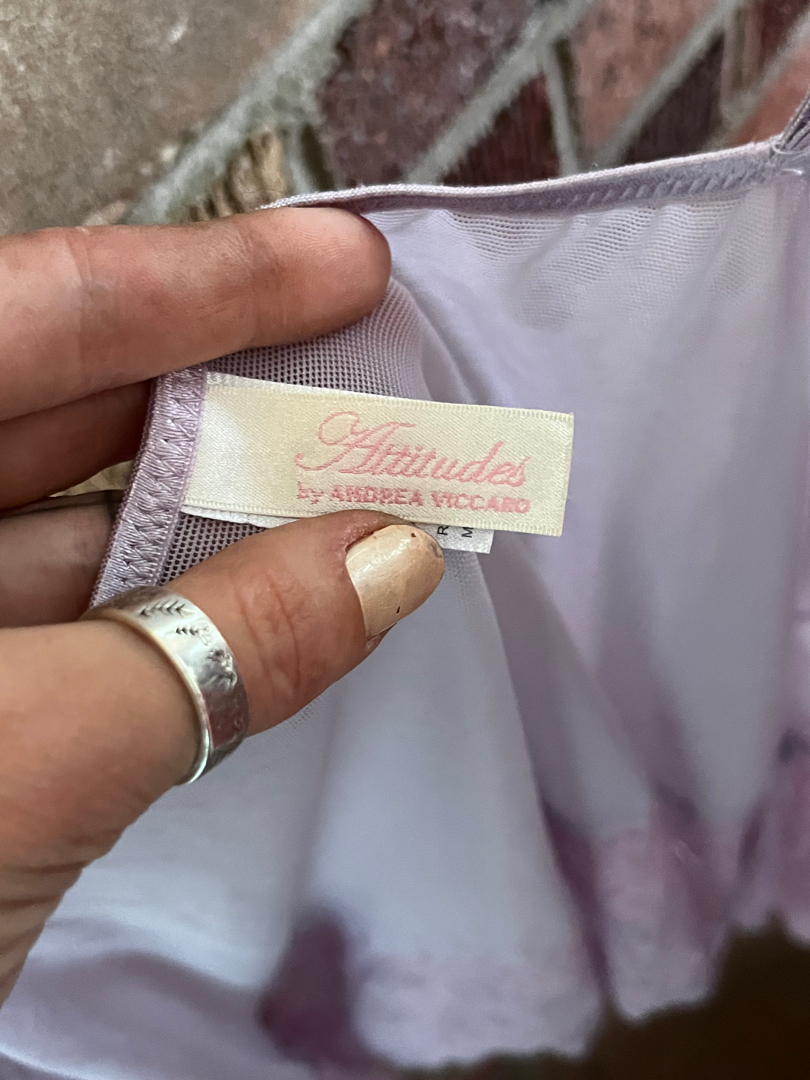 Attitudes
by ANDREA VICCARO
R
M